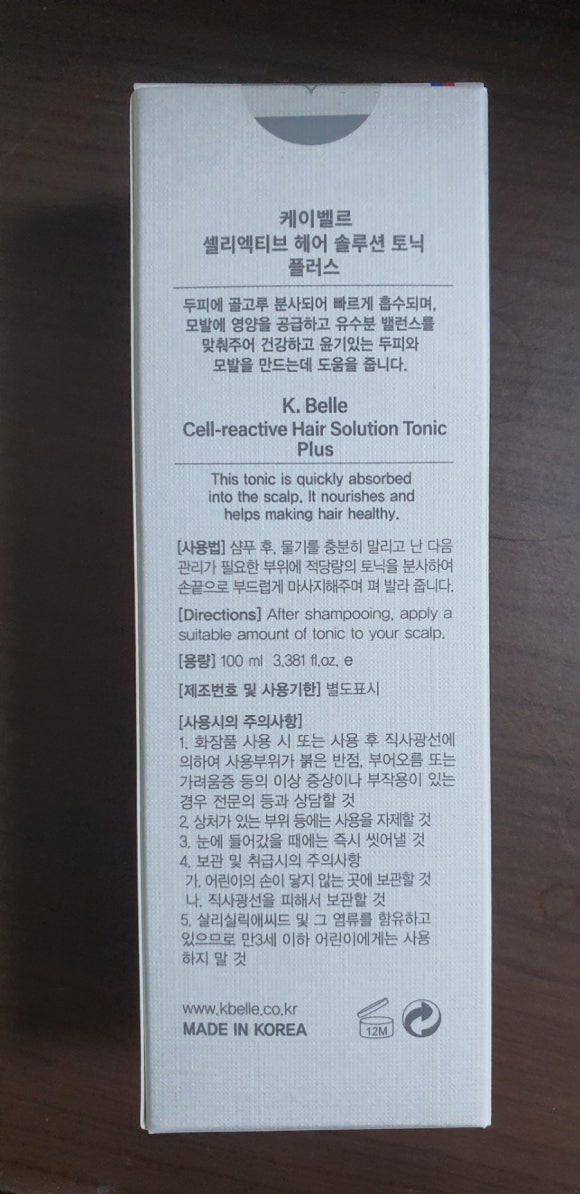 케이벨르
셀리엑티브 헤어 솔루션 토닉
플러스
두피에 골고루 분사되어 빠르게 흡수되며,
모발에 영양을 공급하고 유수분 밸런스를
맞춰주어 건강하고 윤기있는 두피와
모발을 만드는데 도움을 줍니다.
K. Belle
Cell-reactive Hair Solution Tonic
Plus
This tonic is quickly absorbed
into the scalp. It nourishes and
helps making hair healthy.
[사용법] 샴푸 후, 물기를 충분히 말리고 난 다음
관리가 필요한 부위에 적당량의 토닉을 분사하여
손끝으로 부드럽게 마사지해주며 펴 발라 줍니다.
[Directions] After shampooing, apply a
suitable amount of tonic to your scalp.
[용량] 100 ml 3.381 fl.oz. e
[제조번호 및 사용기한] 별도표시
[사용시의 주의사항]
1. 화장품 사용 시 또는 사용 후 직사광선에
의하여 사용부위가 붉은 반점, 부어오름 또는
가려움증 등의 이상 증상이나 부작용이 있는
경우 전문의 등과 상담할 것
2. 상처가 있는 부위 등에는 사용을 자제할 것
3. 눈에 들어갔을 때에는 즉시 씻어낼 것
4. 보관 및 취급시의 주의사항
가. 어린이의 손이 닿지 않는 곳에 보관할 것
나. 직사광선을 피해서 보관할 것
5. 살리실릭애씨드 및 그 염류를 함유하고
있으므로 만3세 이하 어린이에게는 사용
하지 말 것
www.kbelle.co.kr
MADE IN KOREA
12M